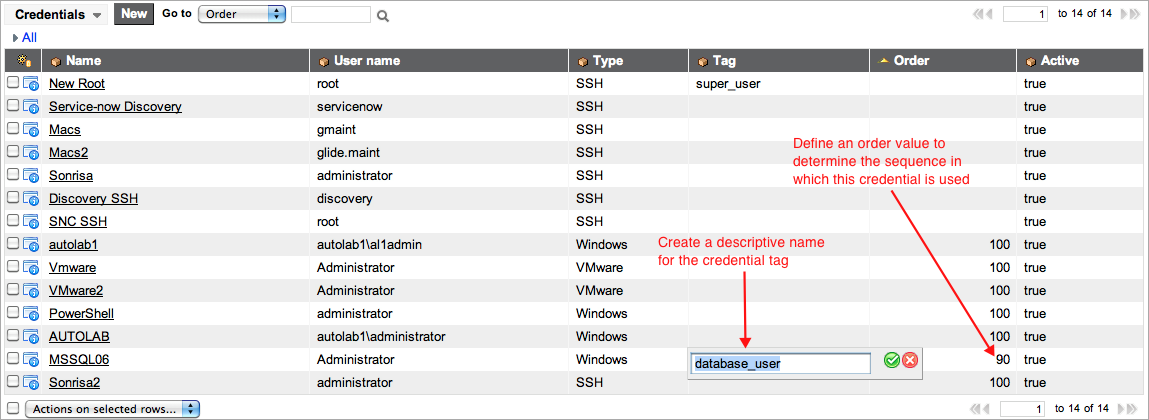 Credentials New Go to Order 1 to 14 of 14
All
Name User name Type Tag Order Active
New Root root SSH super_user true
Service-now Discovery servicenow SSH true
Macs gmaint SSH true
Macs2 glide.maint SSH true
Sonrisa administrator SSH true
Discovery SSH discovery SSH true
SNC SSH root SSH true
autolab1 autolab1\al1admin Windows 100 true
Vmware Administrator VMware 100 true
VMware2 Administrator VMware 100 true
PowerShell Administrator Windows 100 true
AUTOLAB autolab1\administrator Windows 100 true
MSSQL06 Administrator Windows database_user 90 true
Sonrisa2 administrator SSH 100 true
Define an order value to
determine the sequence in
which this credential is used
Create a descriptive name
for the credential tag
Actions on selected rows... 1 to 14 of 14